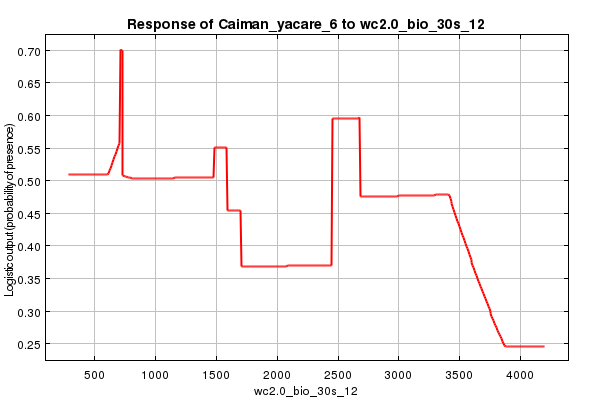 Response of Caiman_yacare_6 to wc2.0_bio_30s_12
Logistic output (probability of presence)
0.70
0.65
0.60
0.55
0.50
0.45
0.40
0.35
0.30
0.25
500 1000 1500 2000 2500 3000 3500 4000
wc2.0_bio_30s_12